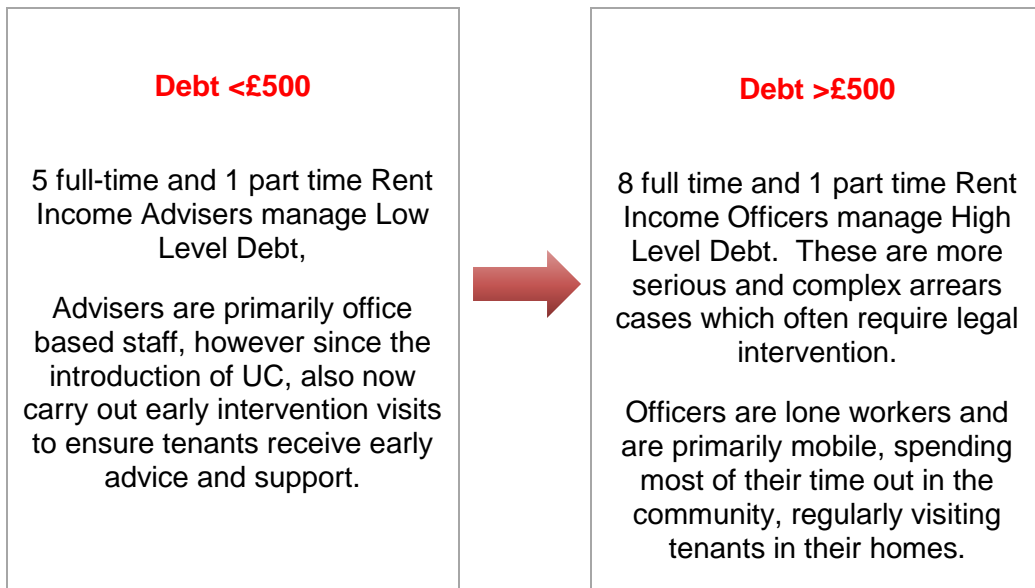 Debt <£500
5 full-time and 1 part time Rent
Income Advisers manage Low
Level Debt,
Advisers are primarily office
based staff, however since the
introduction of UC, also now
carry out early intervention visits
to ensure tenants receive early
advice and support.
Debt >£500
8 full time and 1 part time Rent
Income Officers manage High
Level Debt.  These are more
serious and complex arrears
cases which often require legal
intervention.
Officers are lone workers and
are primarily mobile, spending
most of their time out in the
community, regularly visiting
tenants in their homes.